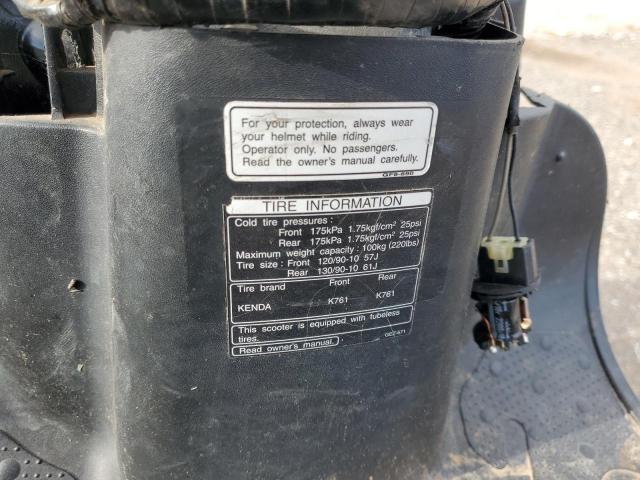 For your protection, always wear
your helmet while riding.
Operator only. No passengers.
Read the owner's manual carefully.
TIRE INFORMATION
Cold tire pressures :
Front 175kPa 1.75kgf/cm² 25psi
Rear 175kPa 1.75kgf/cm² 25psi
Maximum weight capacity : 100kg (220lbs)
Tire size : Front 120/90-10 57J
Rear 130/90-10 61J
Tire brand Front Rear
KENDA K761 K761
This scooter is equipped with tubeless
tires.
Read owner's manual.